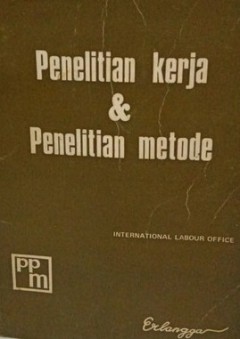 Penelitian kerja
&
Penelitian metode
INTERNATIONAL LABOUR OFFICE
pp
m
Erlangga